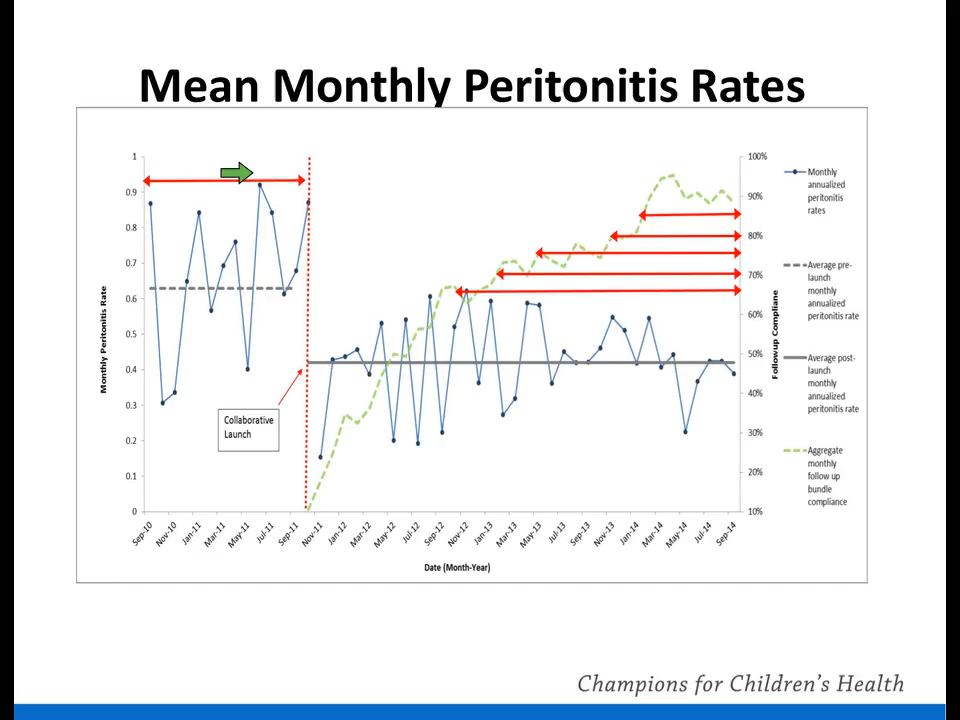 Mean Monthly Peritonitis Rates
1
0.9
0.8
0.7
0.6
0.5
0.4
0.3
0.2
0.1
0
Monthly Peritonitis Rate
Collaborative
Launch
Sep-10
Nov-10
Jan-11
Mar-11
May-11
Jul-11
Sep-11
Nov-11
Jan-12
Mar-12
May-12
Jul-12
Sep-12
Nov-12
Jan-13
Mar-13
May-13
Jul-13
Sep-13
Nov-13
Jan-14
Mar-14
May-14
Jul-14
Sep-14
Date (Month-Year)
100%
90%
80%
70%
60%
50%
40%
30%
20%
10%
Followup Compliane
Monthly
annualized
peritonitis
rates
Average pre-
launch
monthly
annualized
peritonitis rate
Average post-
launch
monthly
annualized
peritonitis rate
Aggregate
monthly
follow up
bundle
compliance
Champions for Children's Health